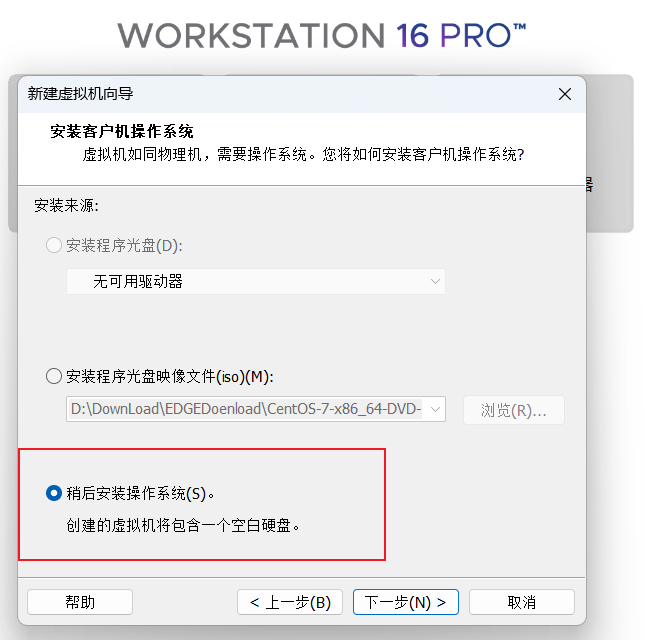 WORKSTATION 16 PRO™
新建虚拟机向导
安装客户机操作系统
虚拟机如同物理机，需要操作系统。您将如何安装客户机操作系统?
器
安装来源:
安装程序光盘(D):
无可用驱动器
安装程序光盘映像文件(iso)(M):
D:\DownLoad\EDGEDoenload\CentOS-7-x86_64-DVD-
浏览(R)...
稍后安装操作系统(S)。
创建的虚拟机将包含一个空白硬盘。
帮助
< 上一步(B)
下一步(N) >
取消